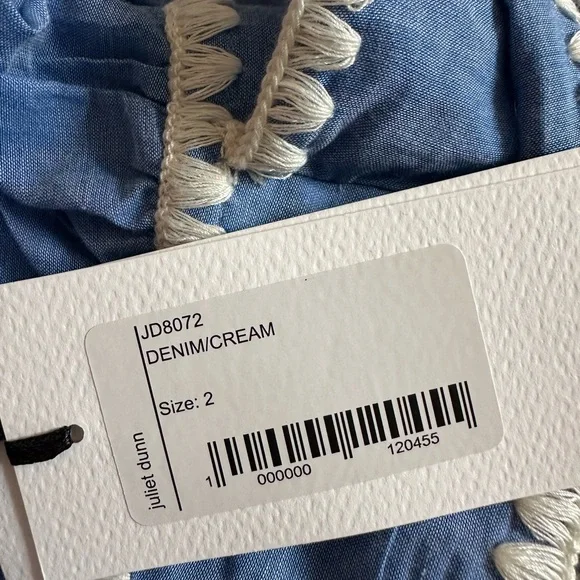 JD8072
DENIM/CREAM
Size: 2
juliet dunn
1 000000 120455